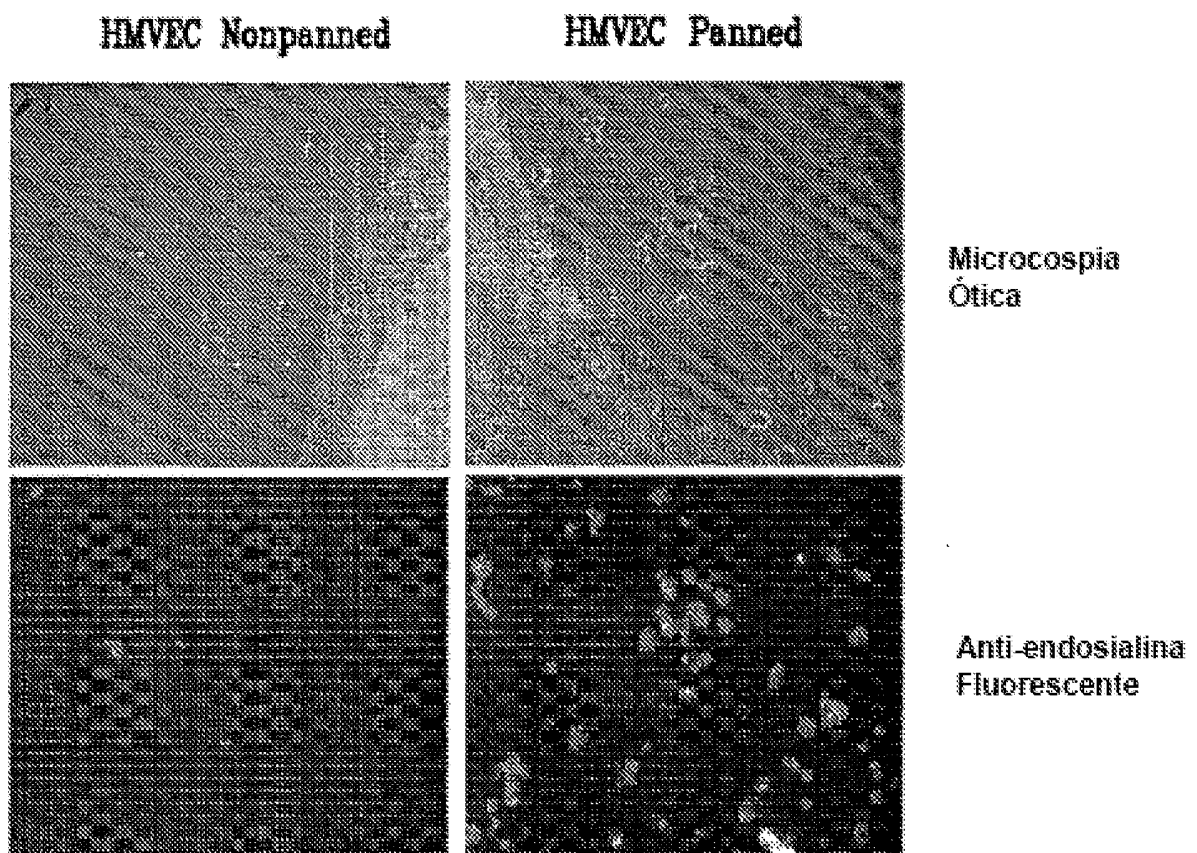 HMVEC Nonpanned
HMVEC Panned
Microcospia
Ótica
Anti-endosialina
Fluorescente